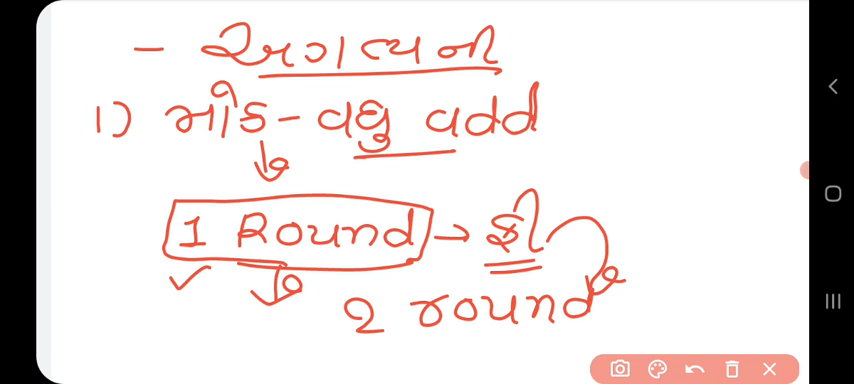 - અગત્યની
1) મોક - વધુ add
1 Round → ફ્રી
2 round